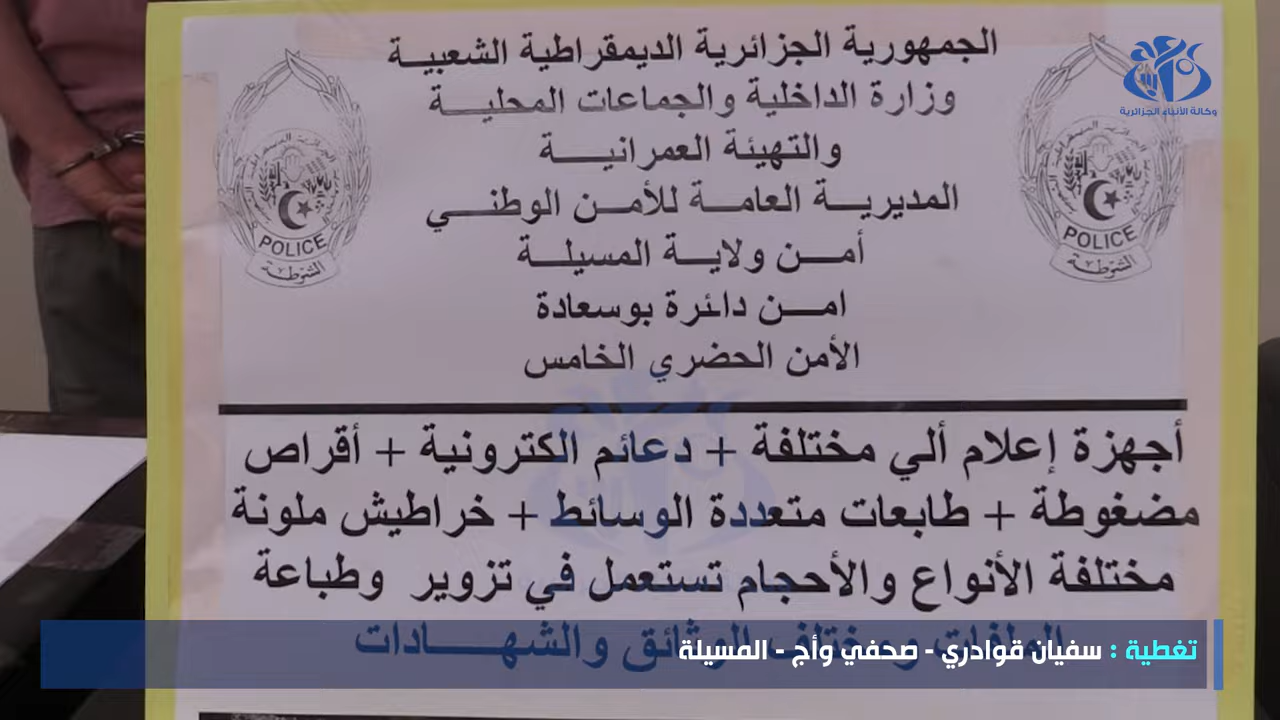 الجمهورية الجزائرية الديمقراطية الشعبية
وزارة الداخلية والجماعات المحلية
والتهيئة العمرانية
المديرية العامة للأمن الوطني
أمن ولاية المسيلة
امن دائرة بوسعادة
الأمن الحضري الخامس
POLICE
الشرطة
POLICE
الشرطة
وكالة الأنباء الجزائرية
أجهزة إعلام ألي مختلفة + دعائم الكترونية + أقراص
مضغوطة + طابعات متعددة الوسائط + خراطيش ملونة
مختلفة الأنواع والأحجام تستعمل في تزوير وطباعة
الملفات ومختلف الوثائق والشهادات
تغطية : سفيان قوادري - صحفي وأج - المسيلة